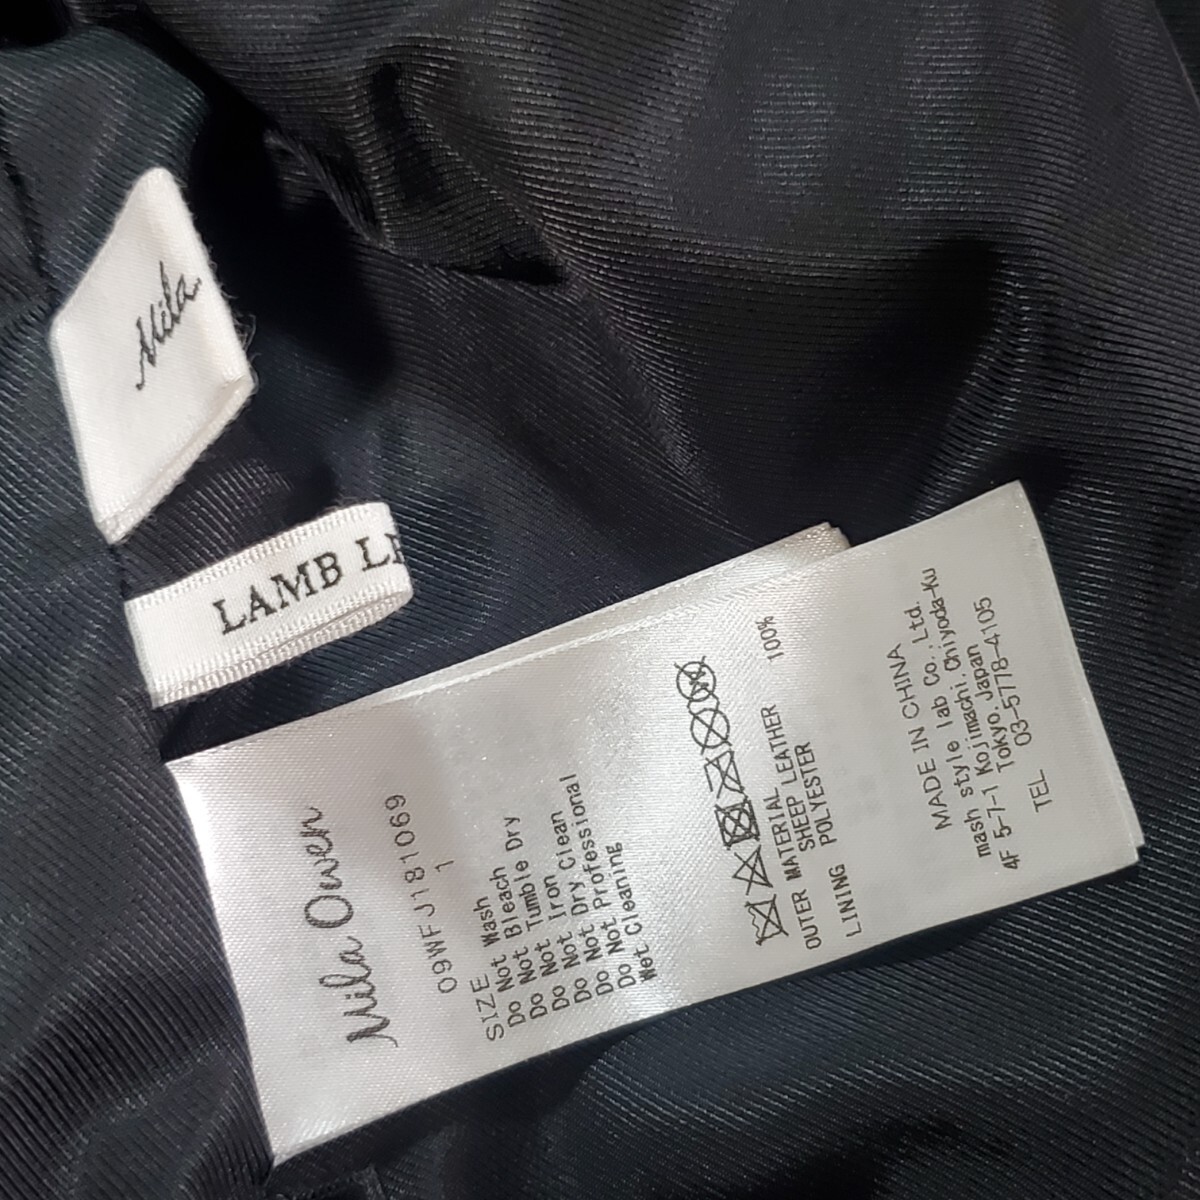 Mila
LAMB LE
Mila Owen
09WFJ181069
SIZE 1
Do Not Wash
Do Not Bleach
Do Not Tumble Dry
Do Not Iron
Do Not Dry Clean
Do Not Professional
Wet Cleaning
OUTER MATERIAL
SHEEP LEATHER 100%
LINING POLYESTER
MADE IN CHINA
mash style lab Co.,Ltd.
4F 5-7-1 Kojimachi,Chiyoda-ku
Tokyo,Japan
TEL 03-5778-4105